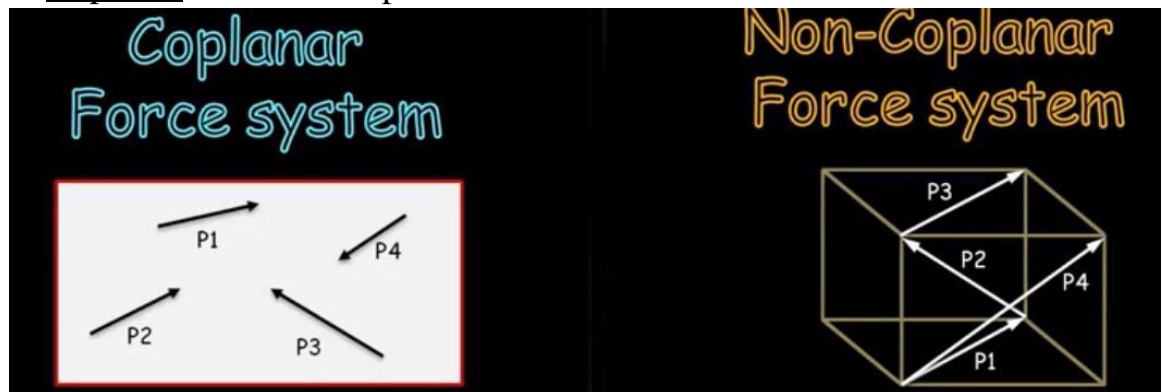 Coplanar
Force system
P1
P4
P2
P3
Non-Coplanar
Force system
P3
P2
P4
P1